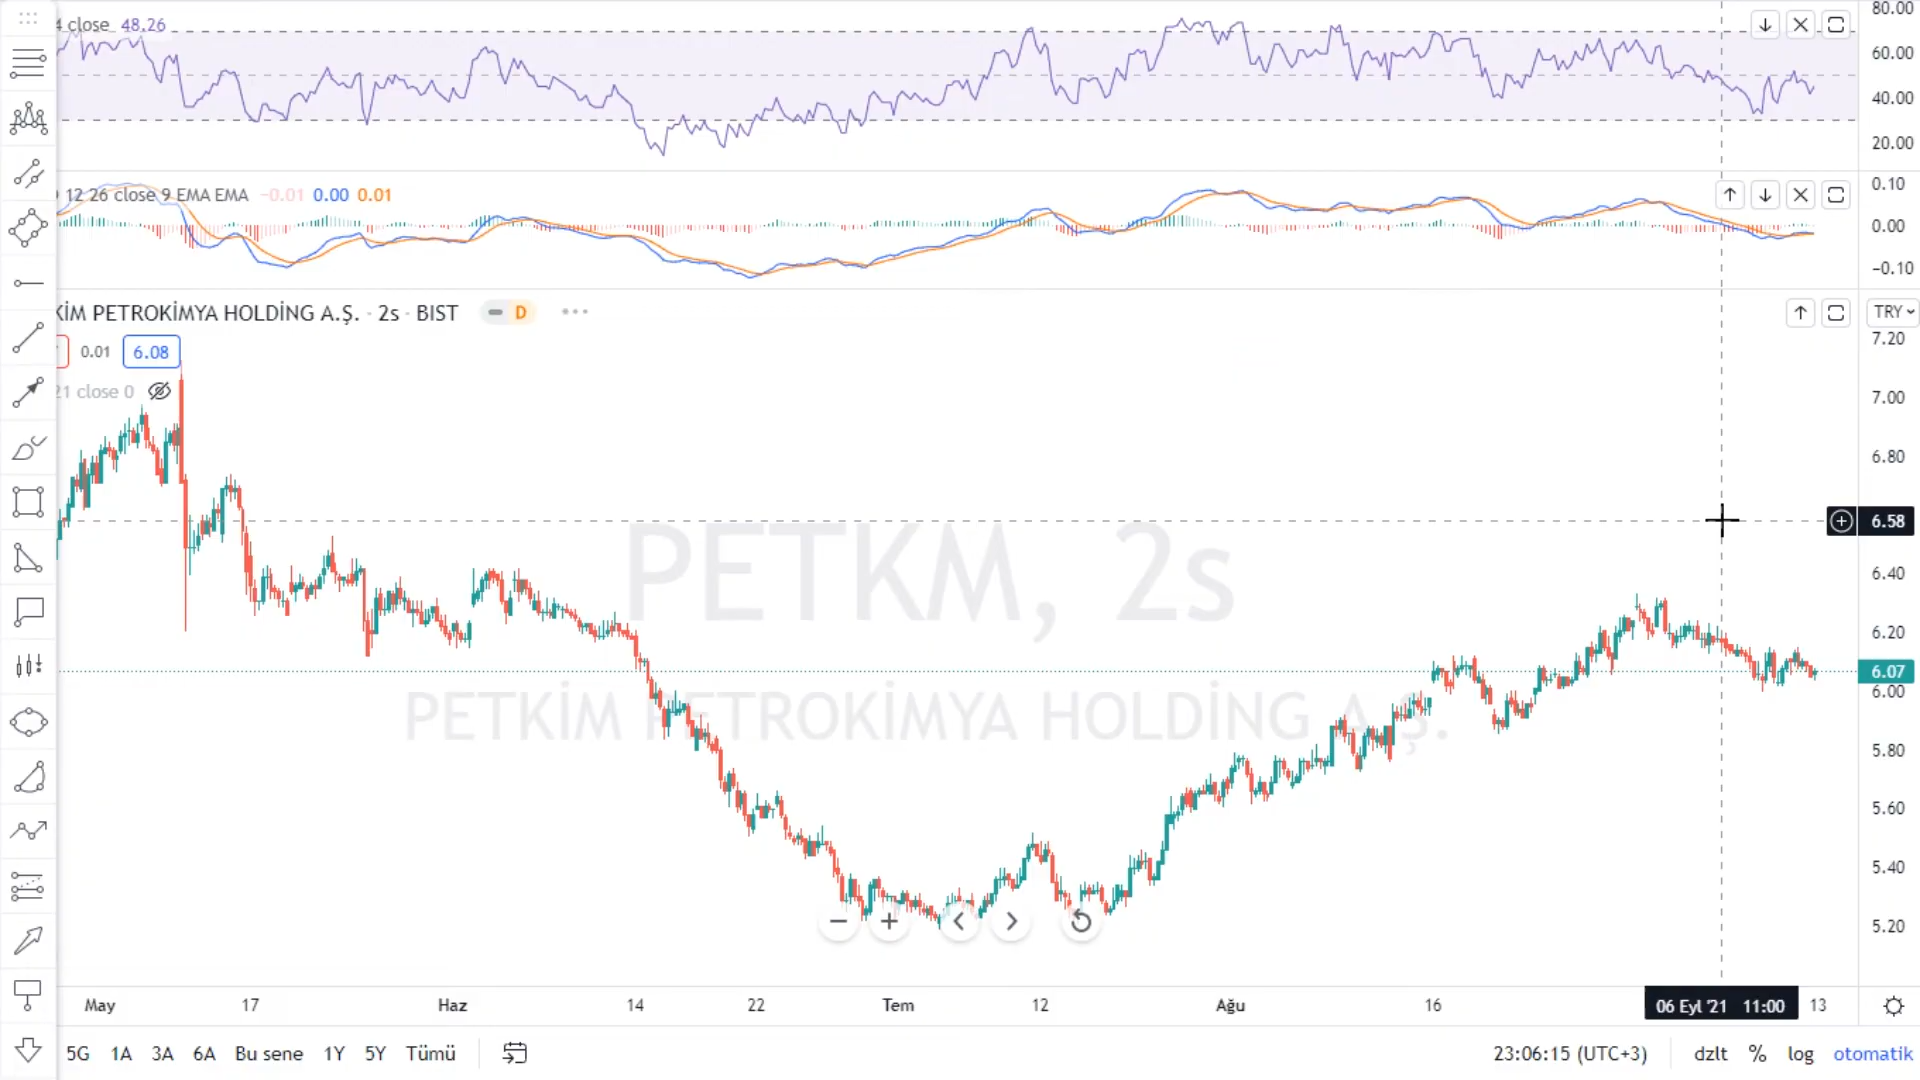 4 close 48.26
80.00
60.00
40.00
20.00
12 26 close 9 EMA EMA −0.01 0.00 0.01
0.10
0.00
−0.10
KİM PETROKİMYA HOLDİNG A.Ş. · 2s · BIST D
TRY
0.01 6.08
21 close 0
7.20
7.00
6.80
6.58
6.40
6.20
6.07
6.00
5.80
5.60
5.40
5.20
PETKM, 2s
PETKİM PETROKİMYA HOLDİNG A.Ş.
May 17 Haz 14 22 Tem 12 Ağu 16 06 Eyl '21 11:00 13
5G 1A 3A 6A Bu sene 1Y 5Y Tümü 23:06:15 (UTC+3) dzlt % log otomatik